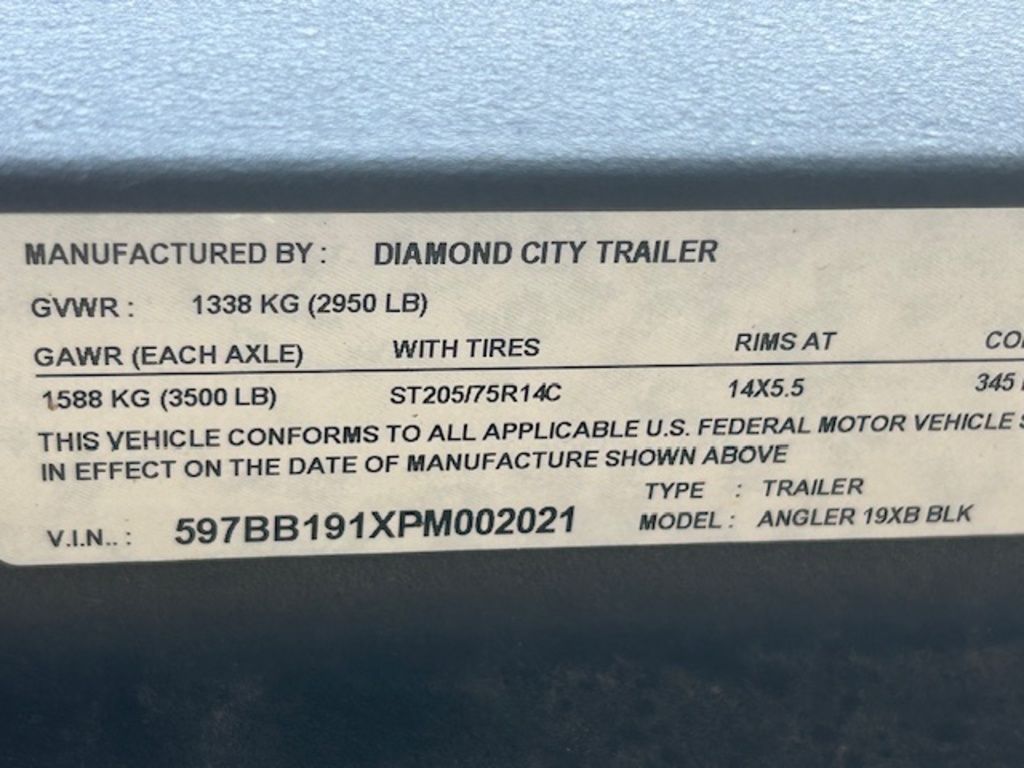 MANUFACTURED BY : DIAMOND CITY TRAILER
GVWR : 1338 KG (2950 LB)
GAWR (EACH AXLE) WITH TIRES RIMS AT
1588 KG (3500 LB) ST205/75R14C 14X5.5 345
THIS VEHICLE CONFORMS TO ALL APPLICABLE U.S. FEDERAL MOTOR VEHICLE
IN EFFECT ON THE DATE OF MANUFACTURE SHOWN ABOVE
TYPE : TRAILER
V.I.N.. : 597BB191XPM002021 MODEL : ANGLER 19XB BLK